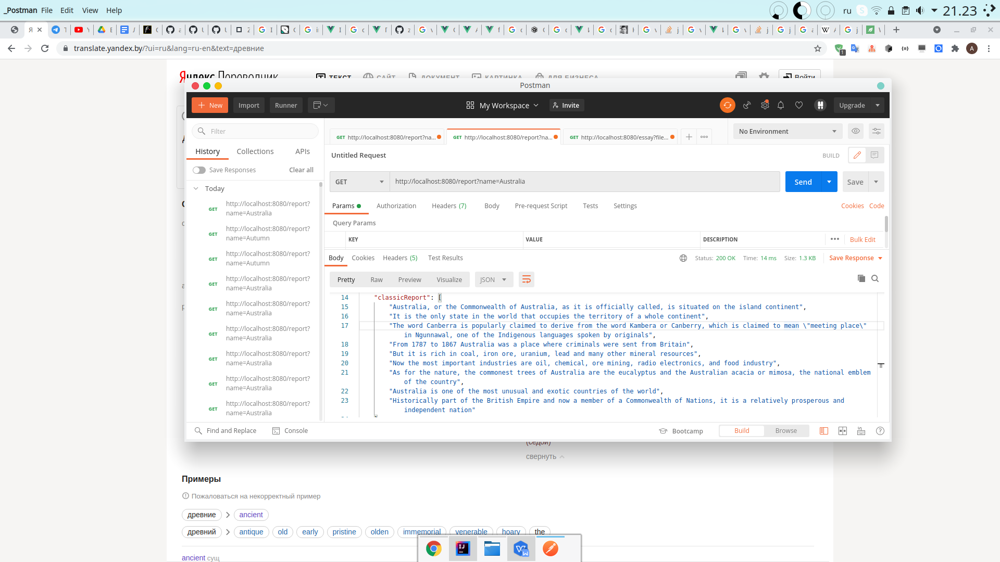 _Postman File Edit View Help
ru 21.23
translate.yandex.by/?ui=ru&lang=ru-en&text=древние
Postman
New Import Runner My Workspace Invite Upgrade
Filter
History Collections APIs
Save Responses Clear all
Today
GET http://localhost:8080/report?
name=Australia
GET http://localhost:8080/report?
name=Autumn
GET http://localhost:8080/report?
name=Autumn
GET http://localhost:8080/report?
name=Australia
GET http://localhost:8080/report?
name=Australia
GET http://localhost:8080/report?
name=Australia
GET http://localhost:8080/report?
name=Australia
GET http://localhost:8080/report?
name=Australia
GET http://localhost:8080/report?
name=Australia
GET http://localhost:8080/report?na... GET http://localhost:8080/report?na... GET http://localhost:8080/essay?file... No Environment
Untitled Request BUILD
GET http://localhost:8080/report?name=Australia Send Save
Params Authorization Headers (7) Body Pre-request Script Tests Settings Cookies Code
Query Params
KEY VALUE DESCRIPTION ••• Bulk Edit
Body Cookies Headers (5) Test Results Status: 200 OK Time: 14 ms Size: 1.3 KB Save Response
Pretty Raw Preview Visualize JSON
14 "classicReport": [
15 "Australia, or the Commonwealth of Australia, as it is officially called, is situated on the island continent",
16 "It is the only state in the world that occupies the territory of a whole continent",
17 "The word Canberra is popularly claimed to derive from the word Kambera or Canberry, which is claimed to mean \"meeting place\"
in Ngunnawal, one of the Indigenous languages spoken by originals",
18 "From 1787 to 1867 Australia was a place where criminals were sent from Britain",
19 "But it is rich in coal, iron ore, uranium, lead and many other mineral resources",
20 "Now the most important industries are oil, chemical, ore mining, radio electronics, and food industry",
21 "As for the nature, the commonest trees of Australia are the eucalyptus and the Australian acacia or mimosa, the national emblem
of the country",
22 "Australia is one of the most unusual and exotic countries of the world",
23 "Historically part of the British Empire and now a member of a Commonwealth of Nations, it is a relatively prosperous and
independent nation"
Find and Replace Console Bootcamp Build Browse
(седой)
свернуть
Примеры
Пожаловаться на некорректный пример
древние ancient
древний antique old early pristine olden immemorial venerable hoary the
ancient сущ